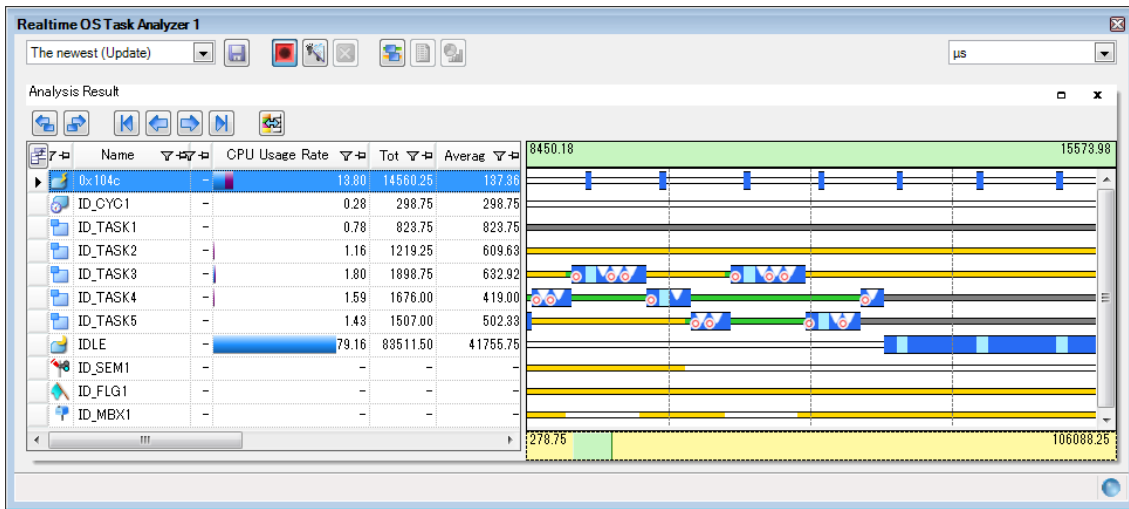 Realtime OS Task Analyzer 1
The newest (Update) µs
Analysis Result
Name CPU Usage Rate Tot Averag 8450.18 15573.98
0x104c - 13.80 14560.25 137.36
ID_CYC1 - 0.28 298.75 298.75
ID_TASK1 - 0.78 823.75 823.75
ID_TASK2 - 1.16 1219.25 609.63
ID_TASK3 - 1.80 1898.75 632.92
ID_TASK4 - 1.59 1676.00 419.00
ID_TASK5 - 1.43 1507.00 502.33
IDLE - 79.16 83511.50 41755.75
ID_SEM1 - - - -
ID_FLG1 - - - -
ID_MBX1 - - - -
278.75 106088.25